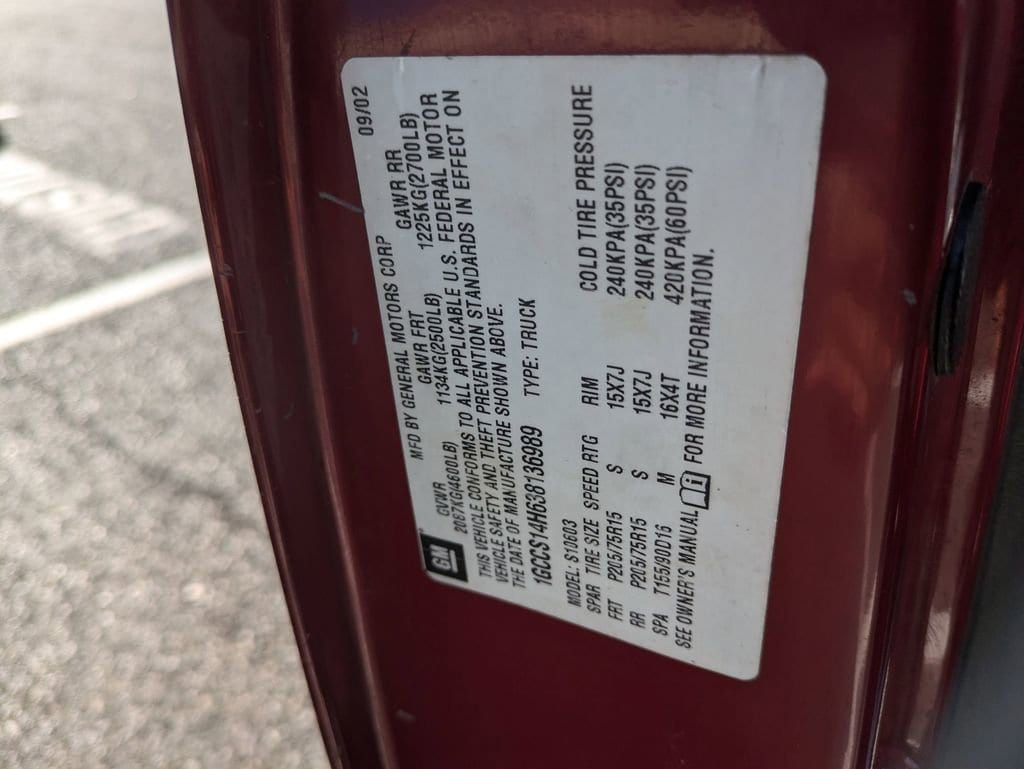 MFD BY GENERAL MOTORS CORP 09/02
GM
GVWR GAWR FRT GAWR RR
2087KG(4600LB) 1134KG(2500LB) 1225KG(2700LB)
THIS VEHICLE CONFORMS TO ALL APPLICABLE U.S. FEDERAL MOTOR
VEHICLE SAFETY AND THEFT PREVENTION STANDARDS IN EFFECT ON
THE DATE OF MANUFACTURE SHOWN ABOVE.
1GCCS14H638136989 TYPE: TRUCK
MODEL: S10603
SPAR TIRE SIZE SPEED RTG RIM COLD TIRE PRESSURE
FRT P205/75R15 S 15X7J 240KPA(35PSI)
RR P205/75R15 S 15X7J 240KPA(35PSI)
SPA T155/90D16 M 16X4T 420KPA(60PSI)
SEE OWNER'S MANUAL i FOR MORE INFORMATION.